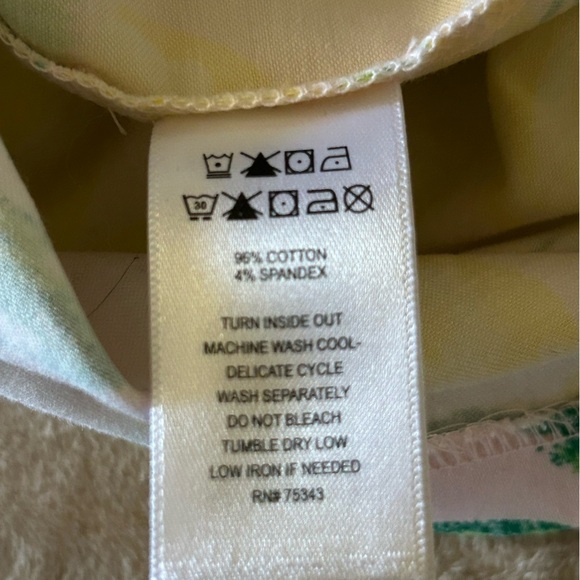 30
96% COTTON
4% SPANDEX
TURN INSIDE OUT
MACHINE WASH COOL-
DELICATE CYCLE
WASH SEPARATELY
DO NOT BLEACH
TUMBLE DRY LOW
LOW IRON IF NEEDED
RN# 75343